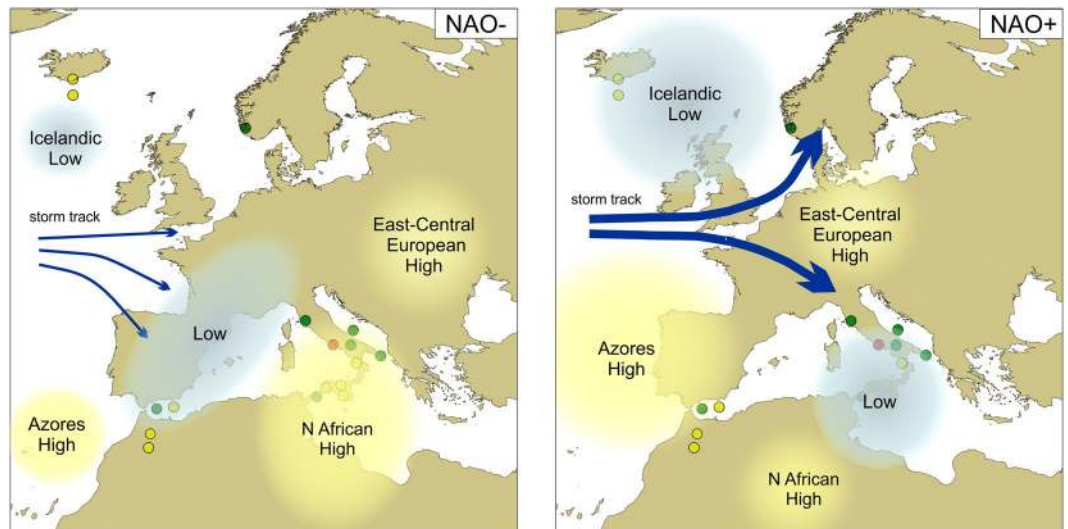 NAO-
Icelandic
Low
storm track
East-Central
European
High
Low
Azores
High
N African
High
NAO+
Icelandic
Low
storm track
East-Central
European
High
Azores
High
Low
N African
High